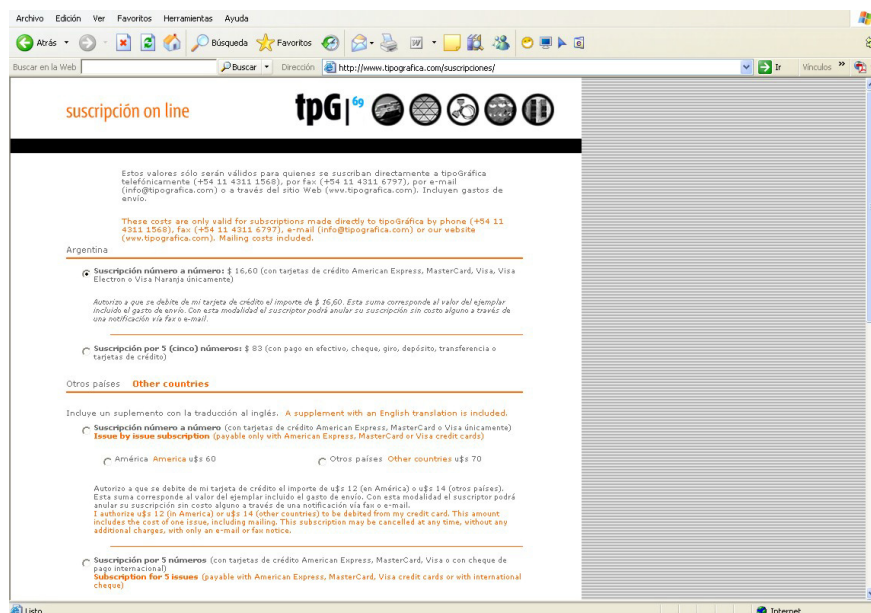 Archivo Edición Ver Favoritos Herramientas Ayuda
Atrás Búsqueda Favoritos
Buscar en la Web Buscar Dirección http://www.tipografica.com/suscripciones/ Ir Vínculos »
suscripción on line tpG|69
Estos valores sólo serán válidos para quienes se suscriban directamente a tipoGráfica
telefónicamente (+54 11 4311 1568), por fax (+54 11 4311 6797), por e-mail
(info@tipografica.com) o a través del sitio Web (www.tipografica.com). Incluyen gastos de
envío.
These costs are only valid for subscriptions made directly to tipoGráfica by phone (+54 11
4311 1568), fax (+54 11 4311 6797), e-mail (info@tipografica.com) or our website
(www.tipografica.com). Mailing costs included.
Argentina
Suscripción número a número: $ 16,60 (con tarjetas de crédito American Express, MasterCard, Visa, Visa
Electron o Visa Naranja únicamente)
Autorizo a que se debite de mi tarjeta de crédito el importe de $ 16,60. Esta suma corresponde al valor del ejemplar
incluido el gasto de envío. Con esta modalidad el suscriptor podrá anular su suscripción sin costo alguno a través de
una notificación vía fax o e-mail.
Suscripción por 5 (cinco) números: $ 83 (con pago en efectivo, cheque, giro, depósito, transferencia o
tarjetas de crédito)
Otros países Other countries
Incluye un suplemento con la traducción al inglés. A supplement with an English translation is included.
Suscripción número a número (con tarjetas de crédito American Express, MasterCard o Visa únicamente)
Issue by issue subscription (payable only with American Express, MasterCard or Visa credit cards)
América America u$s 60 Otros países Other countries u$s 70
Autorizo a que se debite de mi tarjeta de crédito el importe de u$s 12 (en América) o u$s 14 (otros países).
Esta suma corresponde al valor del ejemplar incluido el gasto de envío. Con esta modalidad el suscriptor podrá
anular su suscripción sin costo alguno a través de una notificación vía fax o e-mail.
I authorize u$s 12 (in America) or u$s 14 (other countries) to be debited from my credit card. This amount
includes the cost of one issue, including mailing. This subscription may be cancelled at any time, without any
additional charges, with only an e-mail or fax notice.
Suscripción por 5 números (con tarjetas de crédito American Express, MasterCard, Visa o con cheque de
pago internacional)
Subscription for 5 issues (payable with American Express, MasterCard, Visa credit cards or with international
cheque)
Listo Internet